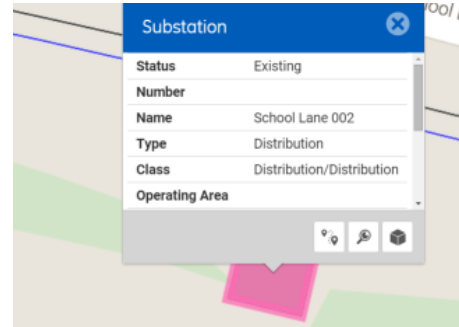 Substation
Status Existing
Number
Name School Lane 002
Type Distribution
Class Distribution/Distribution
Operating Area